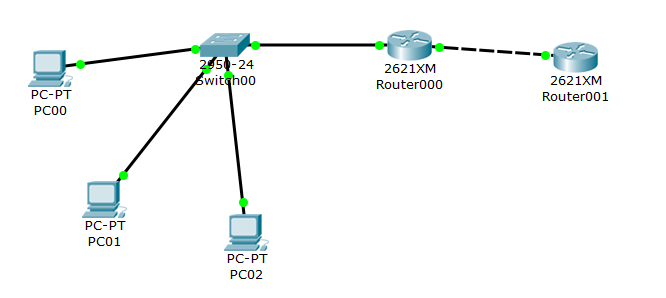 2950-24
Switch00
2621XM
Router000
2621XM
Router001
PC-PT
PC00
PC-PT
PC01
PC-PT
PC02